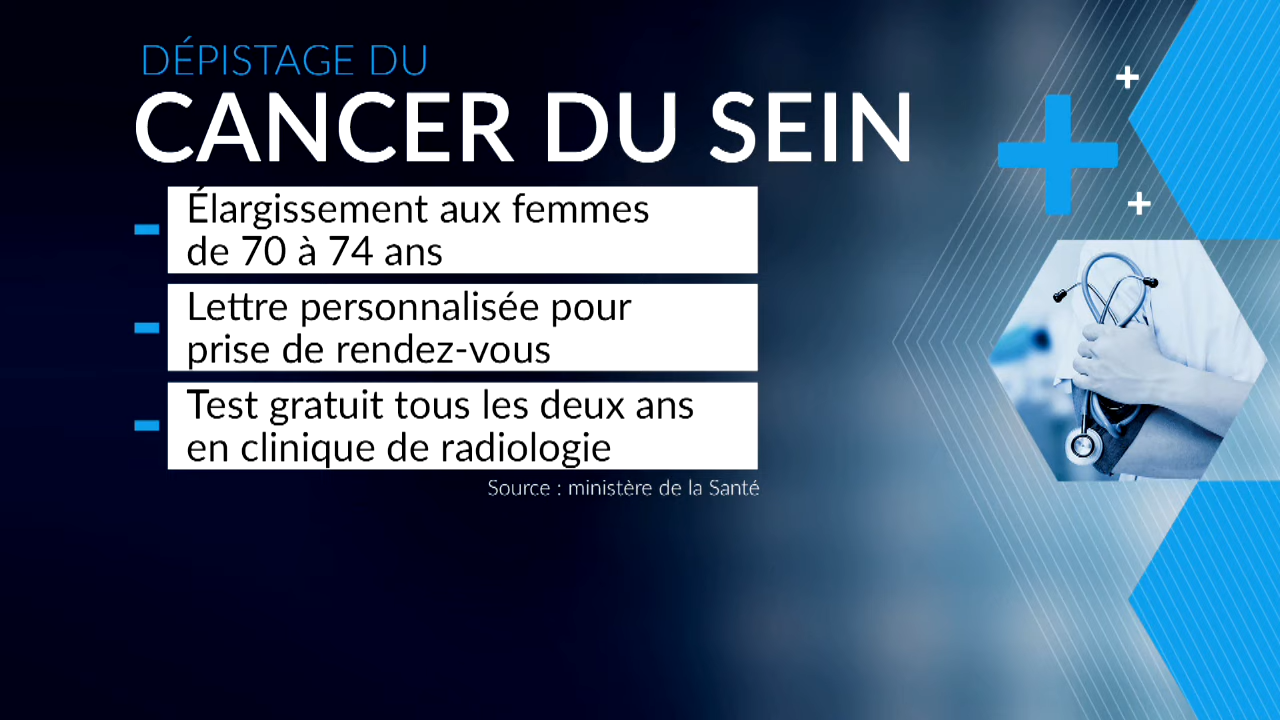 DÉPISTAGE DU
CANCER DU SEIN
Élargissement aux femmes
de 70 à 74 ans
Lettre personnalisée pour
prise de rendez-vous
Test gratuit tous les deux ans
en clinique de radiologie
Source : ministère de la Santé